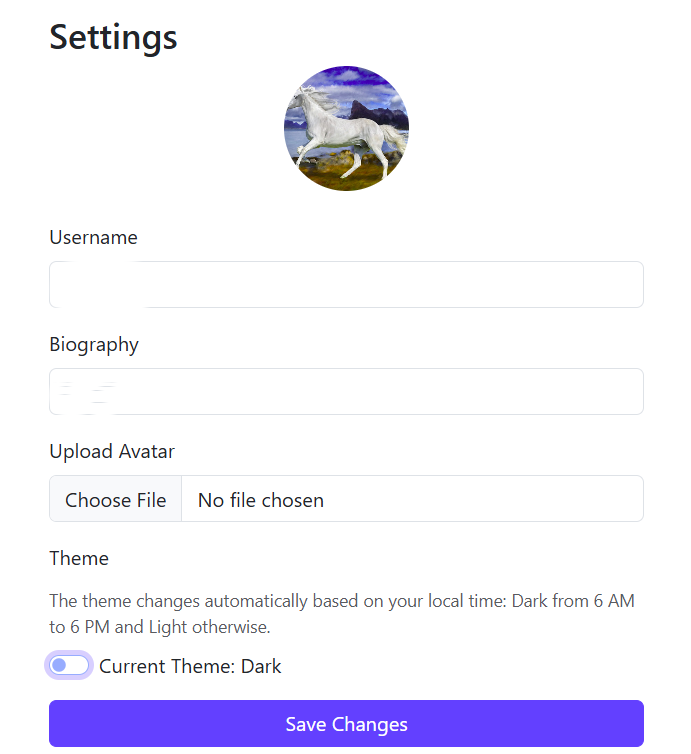 Settings
Username
Biography
Upload Avatar
Choose File No file chosen
Theme
The theme changes automatically based on your local time: Dark from 6 AM
to 6 PM and Light otherwise.
Current Theme: Dark
Save Changes